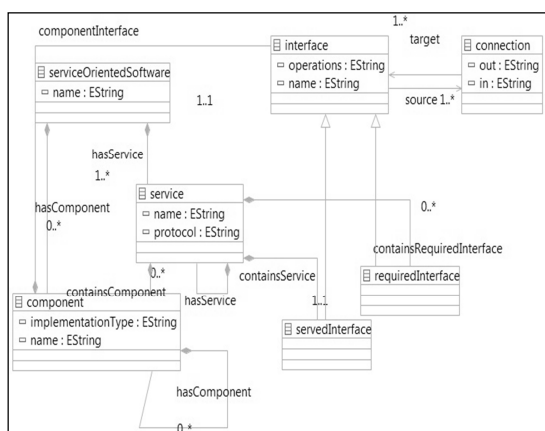 componentInterface
1..*
interface
target
connection
operations : EString
out : EString
serviceOrientedSoftware
name : EString
in : EString
name : EString
1..1
source 1..*
hasService
1..*
service
hasComponent
name : EString
0..*
0..*
protocol : EString
containsRequiredInterface
0..*
containsService
requiredInterface
containsComponent
component
hasService
1..1
implementationType : EString
servedInterface
name : EString
hasComponent
0..*